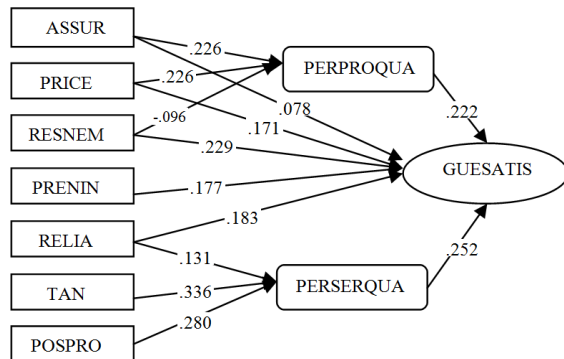 ASSUR
.226
PERPROQUA
PRICE
.226
.078
.222
-.096
.171
RESNEM
.229
GUESATIS
PRENIN
.177
.183
RELIA
.131
.252
TAN
.336
PERSERQUA
.280
POSPRO